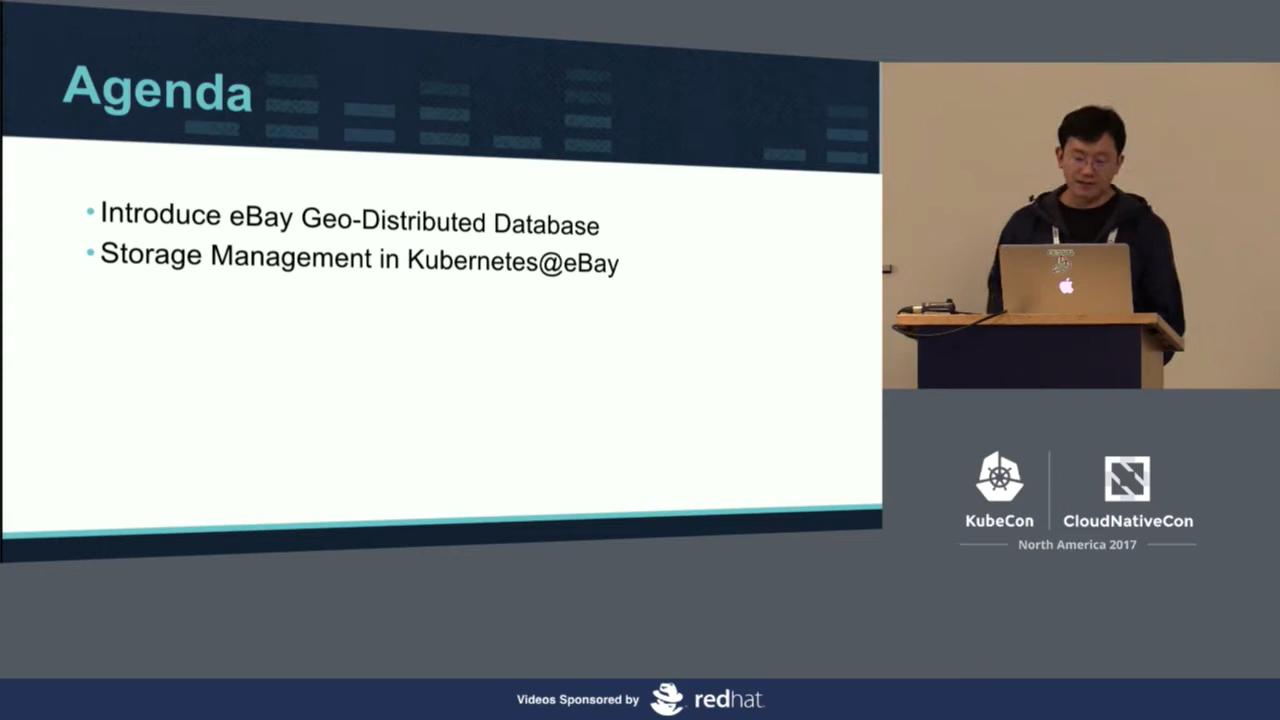 Agenda
• Introduce eBay Geo-Distributed Database
• Storage Management in Kubernetes@eBay
KubeCon
CloudNativeCon
North America 2017
Videos Sponsored by
redhat.